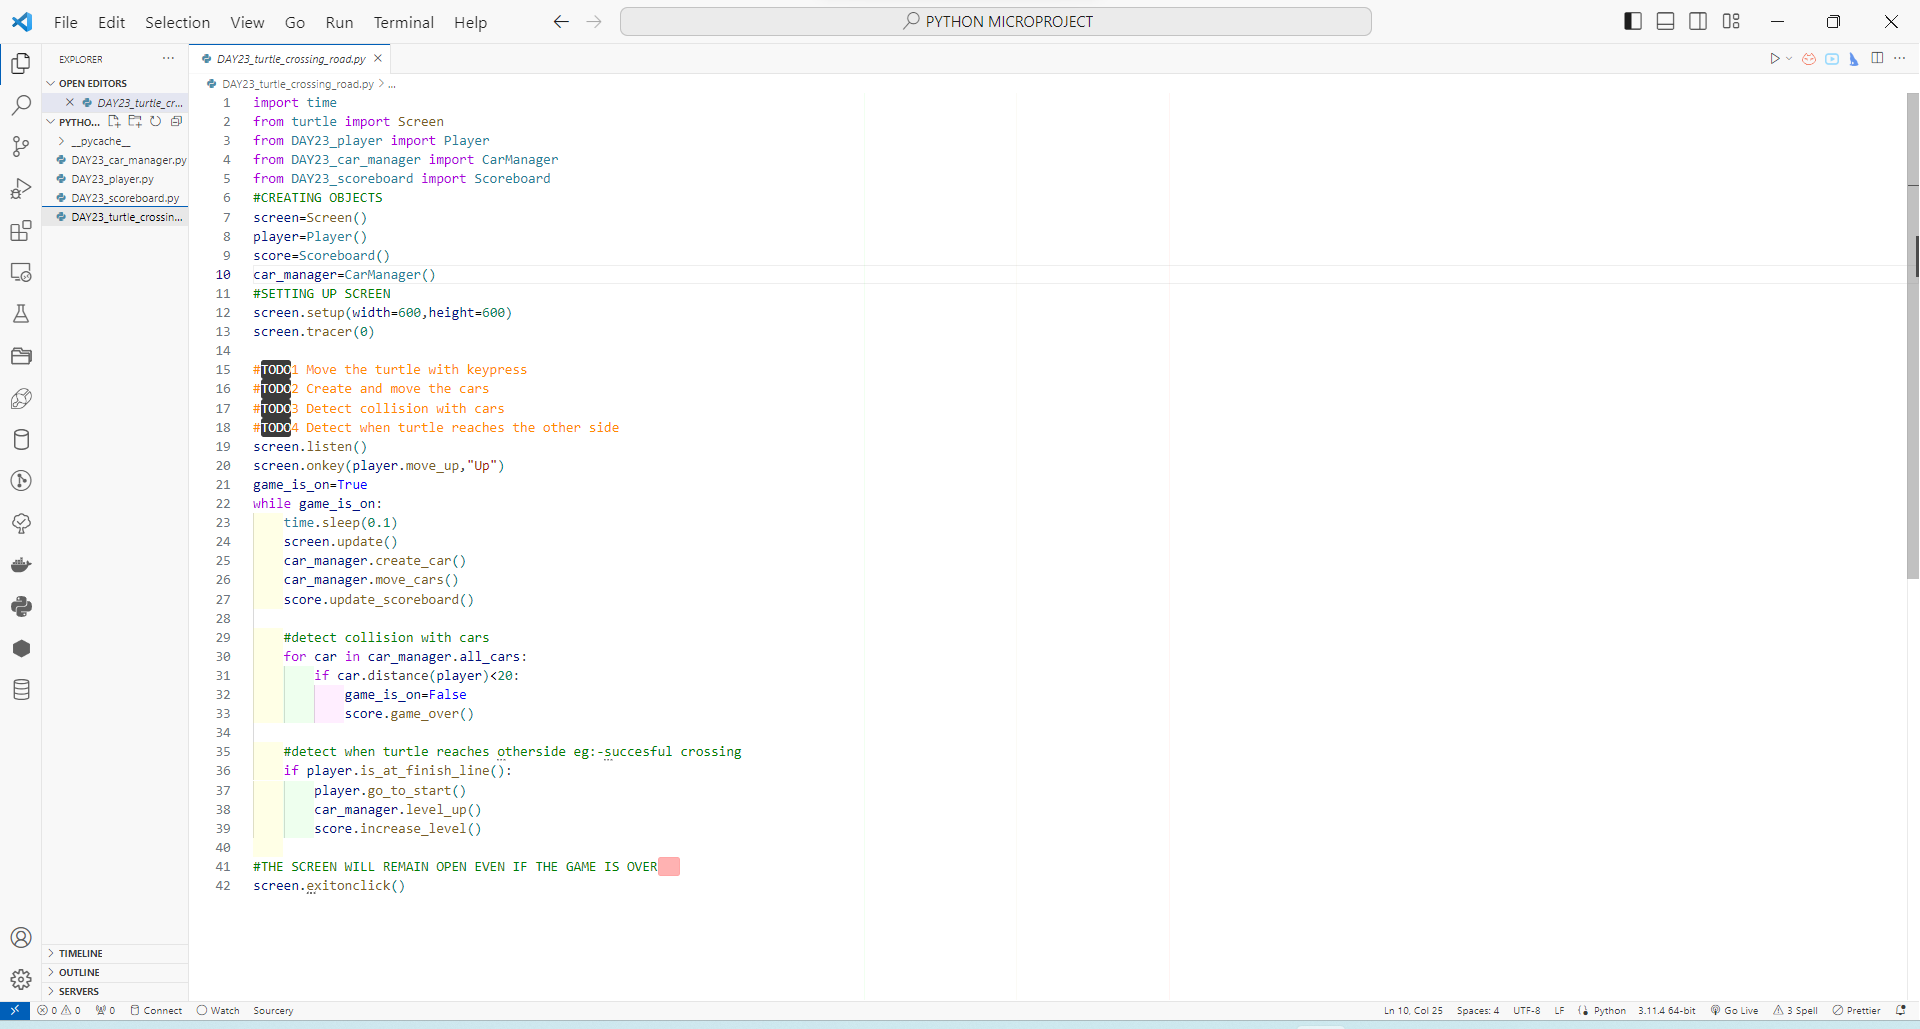 File Edit Selection View Go Run Terminal Help
PYTHON MICROPROJECT
EXPLORER
OPEN EDITORS
DAY23_turtle_cr...
PYTHO...
__pycache__
DAY23_car_manager.py
DAY23_player.py
DAY23_scoreboard.py
DAY23_turtle_crossin...
TIMELINE
OUTLINE
SERVERS
DAY23_turtle_crossing_road.py
DAY23_turtle_crossing_road.py > ...
1 import time
2 from turtle import Screen
3 from DAY23_player import Player
4 from DAY23_car_manager import CarManager
5 from DAY23_scoreboard import Scoreboard
6 #CREATING OBJECTS
7 screen=Screen()
8 player=Player()
9 score=Scoreboard()
10 car_manager=CarManager()
11 #SETTING UP SCREEN
12 screen.setup(width=600,height=600)
13 screen.tracer(0)
14
15 #TODO1 Move the turtle with keypress
16 #TODO2 Create and move the cars
17 #TODO3 Detect collision with cars
18 #TODO4 Detect when turtle reaches the other side
19 screen.listen()
20 screen.onkey(player.move_up,"Up")
21 game_is_on=True
22 while game_is_on:
23     time.sleep(0.1)
24     screen.update()
25     car_manager.create_car()
26     car_manager.move_cars()
27     score.update_scoreboard()
28
29     #detect collision with cars
30     for car in car_manager.all_cars:
31         if car.distance(player)<20:
32             game_is_on=False
33             score.game_over()
34
35     #detect when turtle reaches otherside eg:-succesful crossing
36     if player.is_at_finish_line():
37         player.go_to_start()
38         car_manager.level_up()
39         score.increase_level()
40
41 #THE SCREEN WILL REMAIN OPEN EVEN IF THE GAME IS OVER
42 screen.exitonclick()
0 0 0 Connect Watch Sourcery Ln 10, Col 25 Spaces: 4 UTF-8 LF Python 3.11.4 64-bit Go Live 3 Spell Prettier